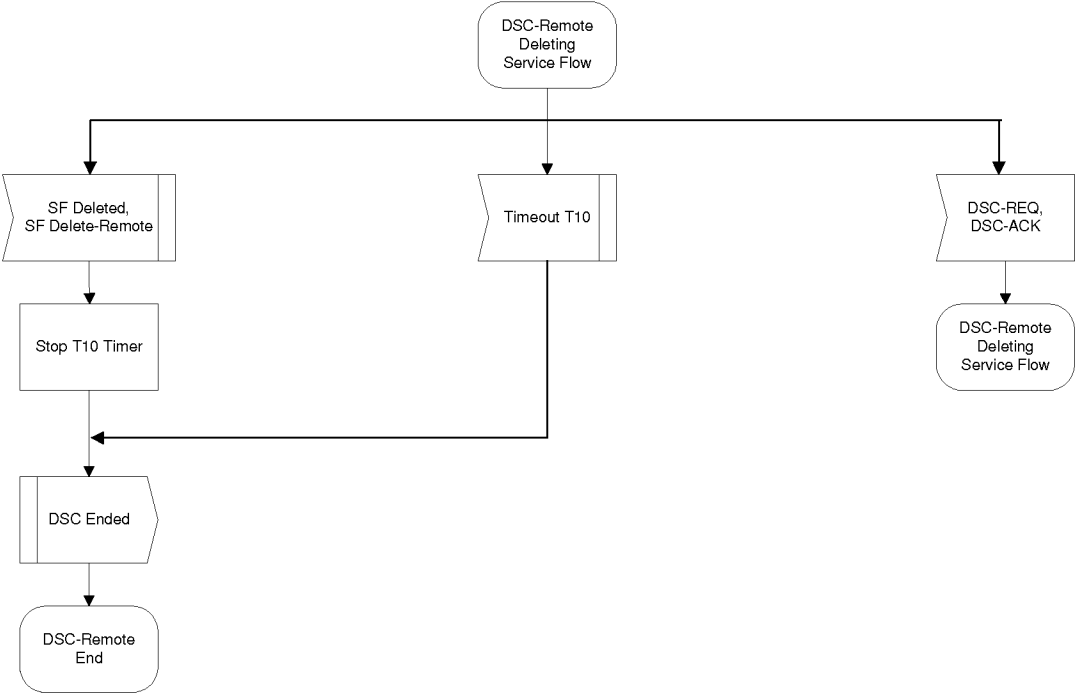 DSC-Remote
Deleting
Service Flow
SF Deleted,
SF Delete-Remote
Timeout T10
DSC-REQ,
DSC-ACK
Stop T10 Timer
DSC-Remote
Deleting
Service Flow
DSC Ended
DSC-Remote
End